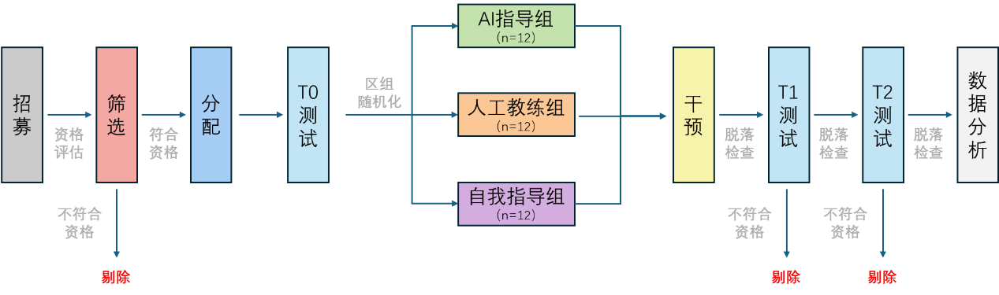 招
募
资格
评估
筛
选
不符合
资格
剔除
符合
资格
分
配
T0
测
试
区组
随机化
AI指导组
(n=12)
人工教练组
(n=12)
自我指导组
(n=12)
干
预
脱落
检查
T1
测
试
不符合
资格
剔除
脱落
检查
T2
测
试
不符合
资格
剔除
脱落
检查
数
据
分
析